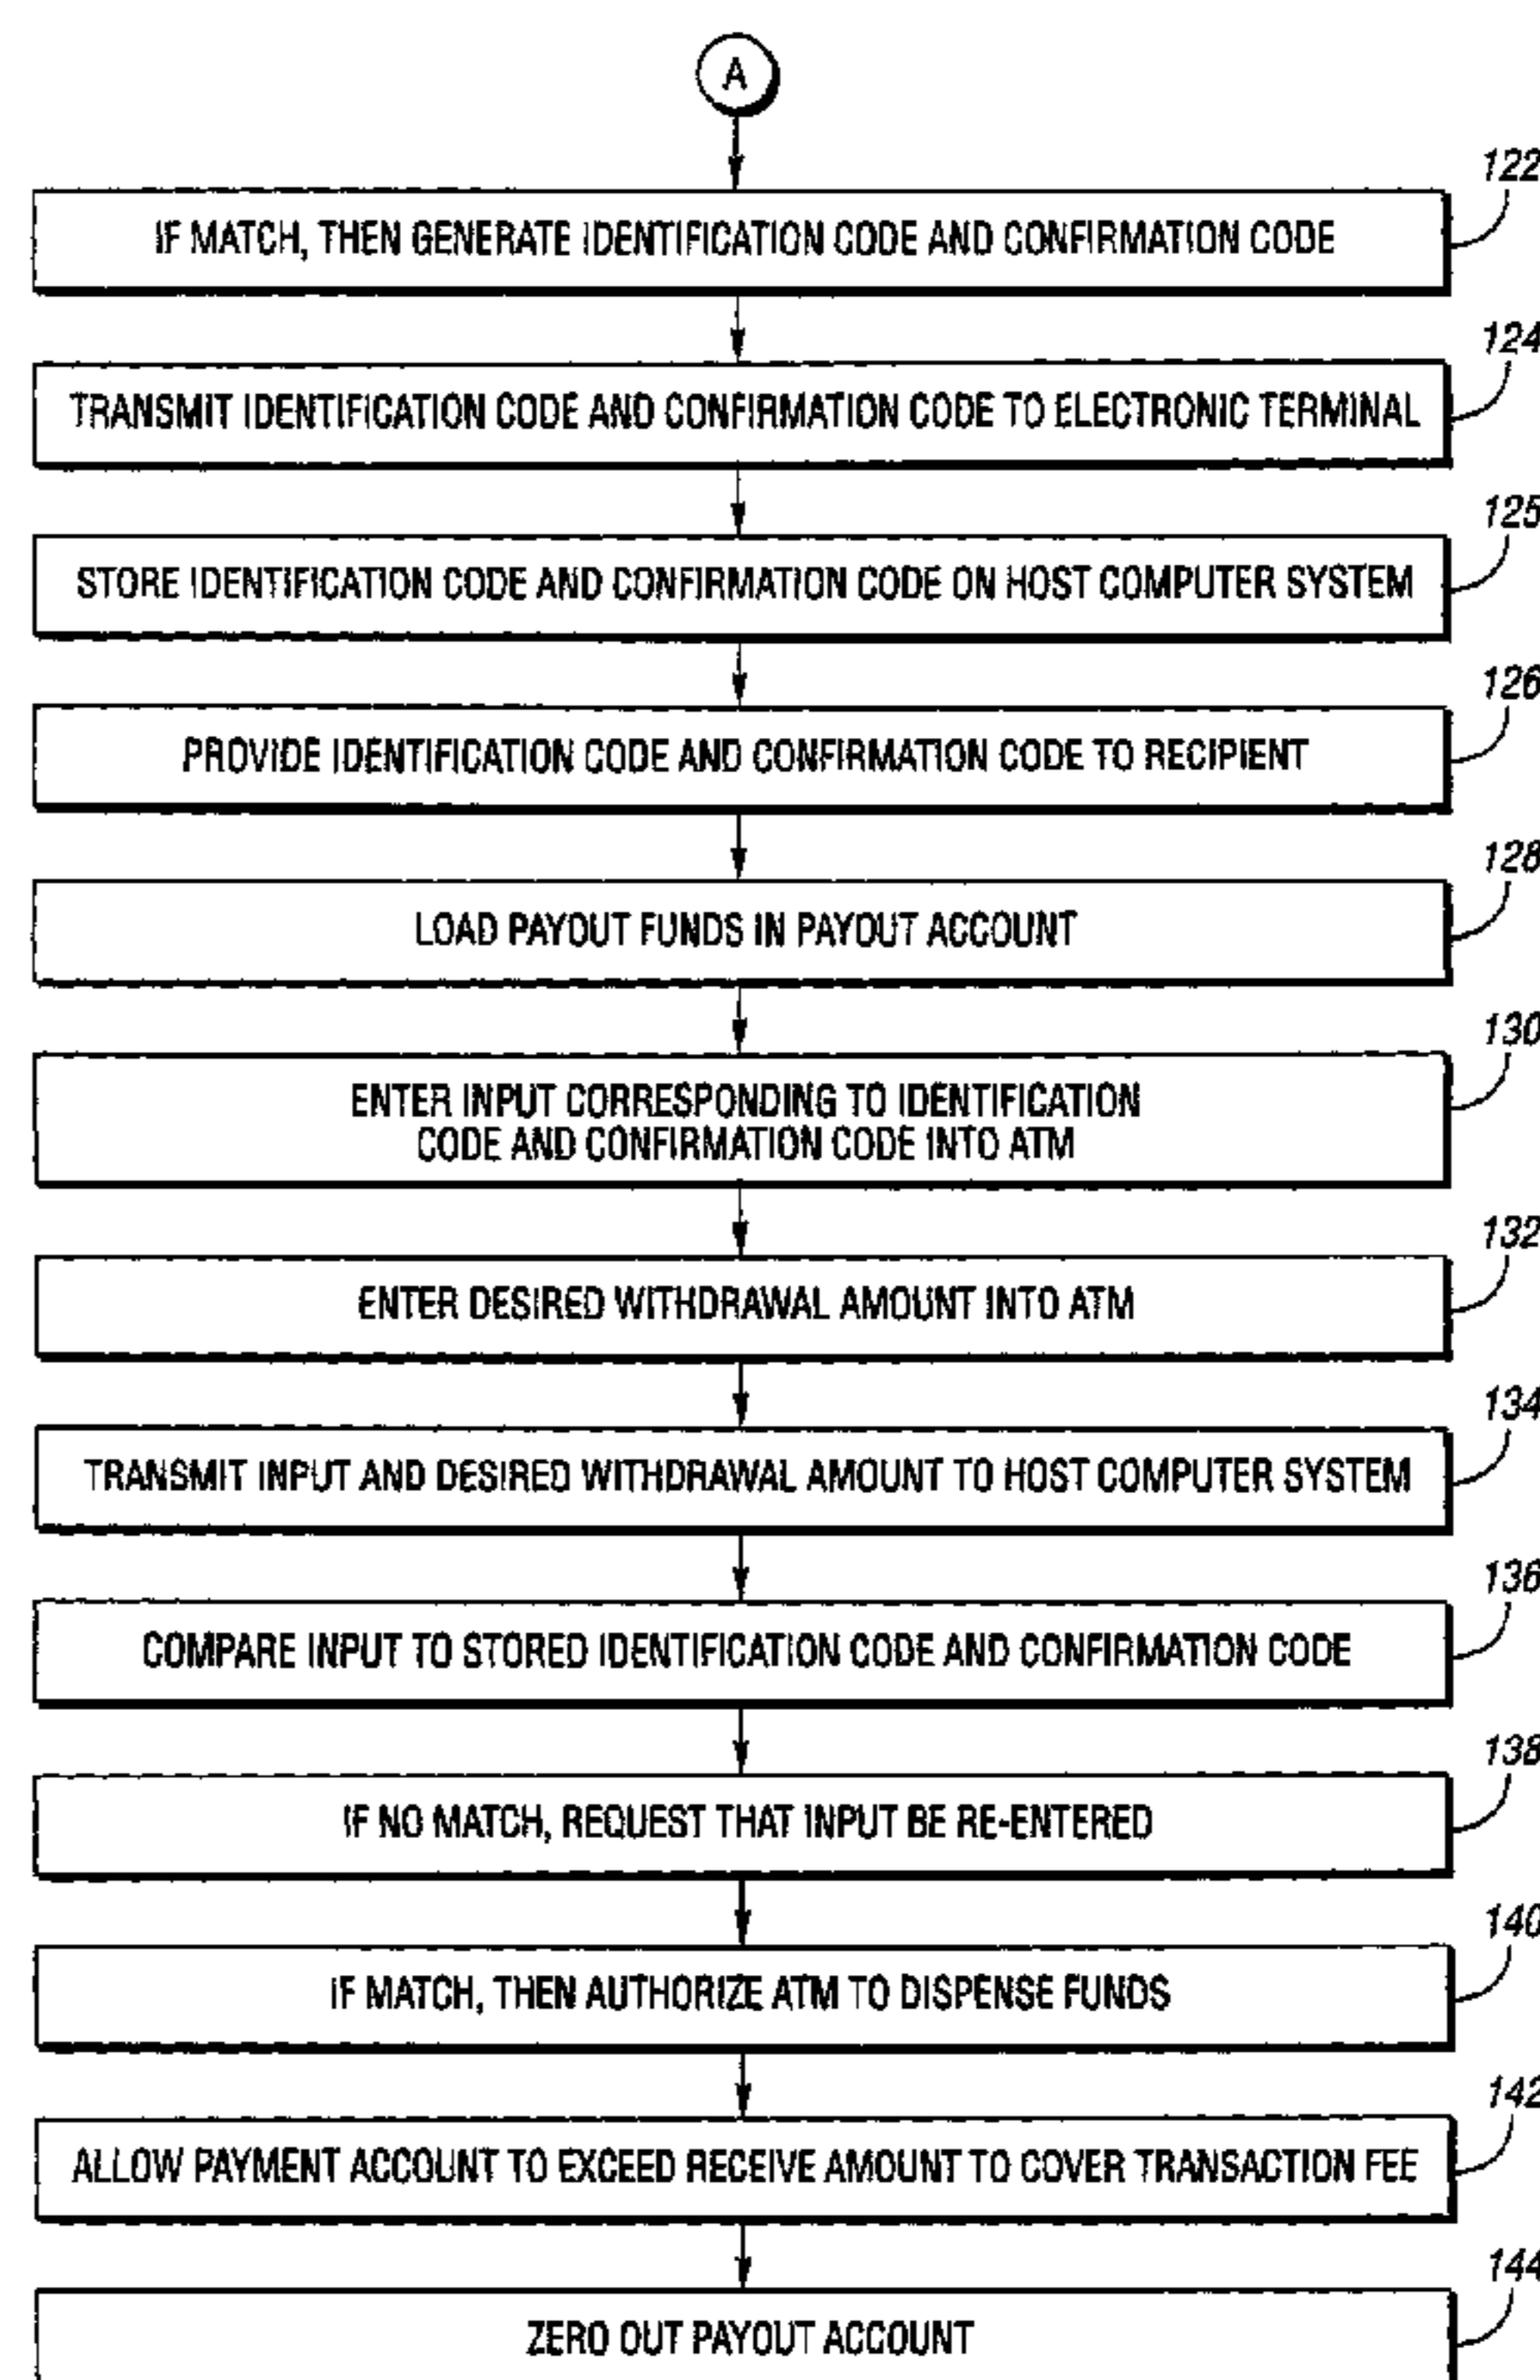 A
122
IF MATCH, THEN GENERATE IDENTIFICATION CODE AND CONFIRMATION CODE
124
TRANSMIT IDENTIFICATION CODE AND CONFIRMATION CODE TO ELECTRONIC TERMINAL
125
STORE IDENTIFICATION CODE AND CONFIRMATION CODE ON HOST COMPUTER SYSTEM
126
PROVIDE IDENTIFICATION CODE AND CONFIRMATION CODE TO RECIPIENT
128
LOAD PAYOUT FUNDS IN PAYOUT ACCOUNT
130
ENTER INPUT CORRESPONDING TO IDENTIFICATION
CODE AND CONFIRMATION CODE INTO ATM
132
ENTER DESIRED WITHDRAWAL AMOUNT INTO ATM
134
TRANSMIT INPUT AND DESIRED WITHDRAWAL AMOUNT TO HOST COMPUTER SYSTEM
136
COMPARE INPUT TO STORED IDENTIFICATION CODE AND CONFIRMATION CODE
138
IF NO MATCH, REQUEST THAT INPUT BE RE-ENTERED
140
IF MATCH, THEN AUTHORIZE ATM TO DISPENSE FUNDS
142
ALLOW PAYMENT ACCOUNT TO EXCEED RECEIVE AMOUNT TO COVER TRANSACTION FEE
144
ZERO OUT PAYOUT ACCOUNT